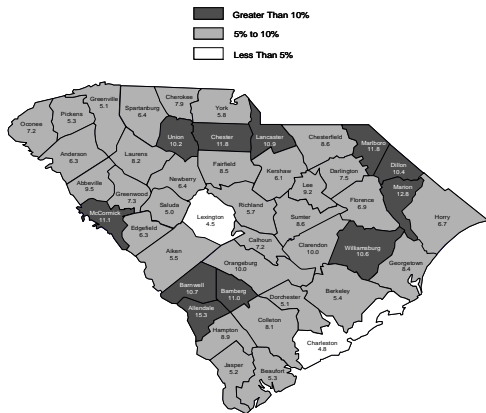 Greater Than 10%
5% to 10%
Less Than 5%
Cherokee
7.9
Greenville
5.1
Spartanburg
6.4
York
5.8
Pickens
5.3
Oconee
7.2
Union
10.2
Chester
11.8
Lancaster
10.9
Chesterfield
8.6
Marlboro
11.8
Anderson
6.3
Laurens
8.2
Fairfield
8.5
Kershaw
6.1
Darlington
7.5
Dillon
10.4
Abbeville
9.5
Greenwood
7.3
Newberry
6.4
Lee
9.2
Marion
12.8
Florence
6.9
McCormick
11.1
Saluda
5.0
Lexington
4.5
Richland
5.7
Sumter
8.6
Horry
6.7
Edgefield
6.3
Calhoun
7.2
Clarendon
10.0
Williamsburg
10.6
Aiken
5.5
Orangeburg
10.0
Georgetown
8.4
Barnwell
10.7
Bamberg
11.0
Dorchester
5.1
Berkeley
5.4
Allendale
15.3
Colleton
8.1
Hampton
8.9
Charleston
4.8
Jasper
5.2
Beaufort
5.3